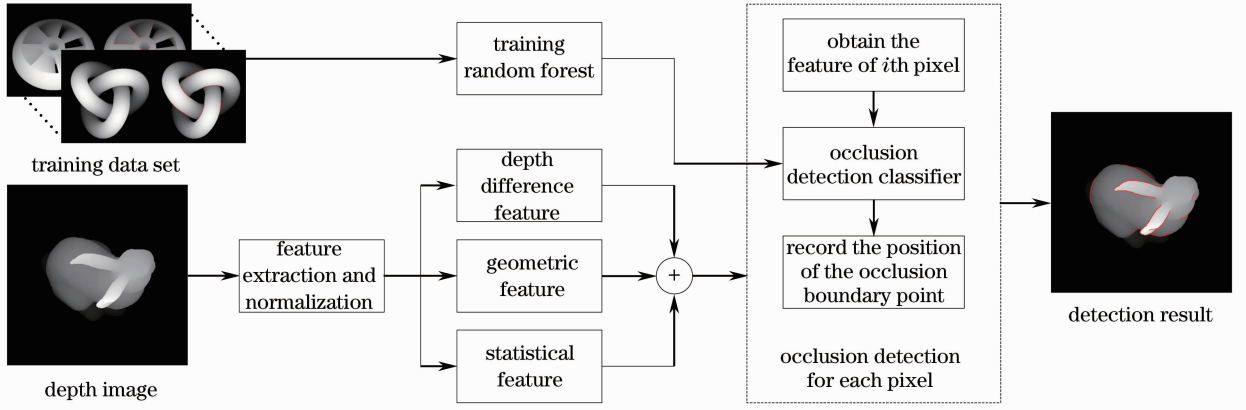 training data set
depth image
feature
extraction and
normalization
training
random forest
depth
difference
feature
geometric
feature
statistical
feature
+
obtain the
feature of ith pixel
occlusion
detection classifier
record the position
of the occlusion
boundary point
occlusion detection
for each pixel
detection result